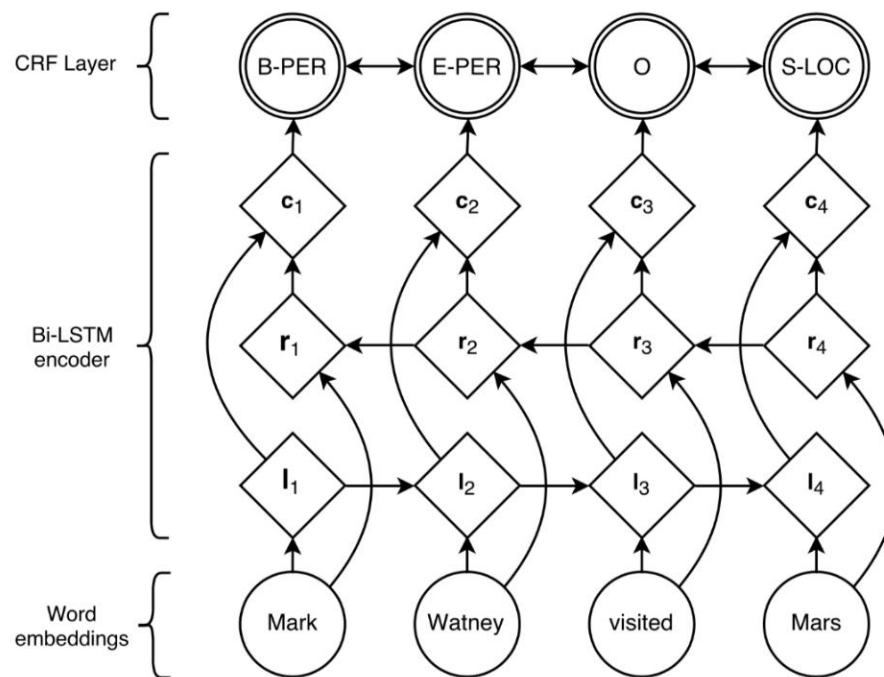 CRF Layer
B-PER E-PER O S-LOC
c₁ c₂ c₃ c₄
Bi-LSTM
encoder
r₁ r₂ r₃ r₄
l₁ l₂ l₃ l₄
Word
embeddings
Mark Watney visited Mars